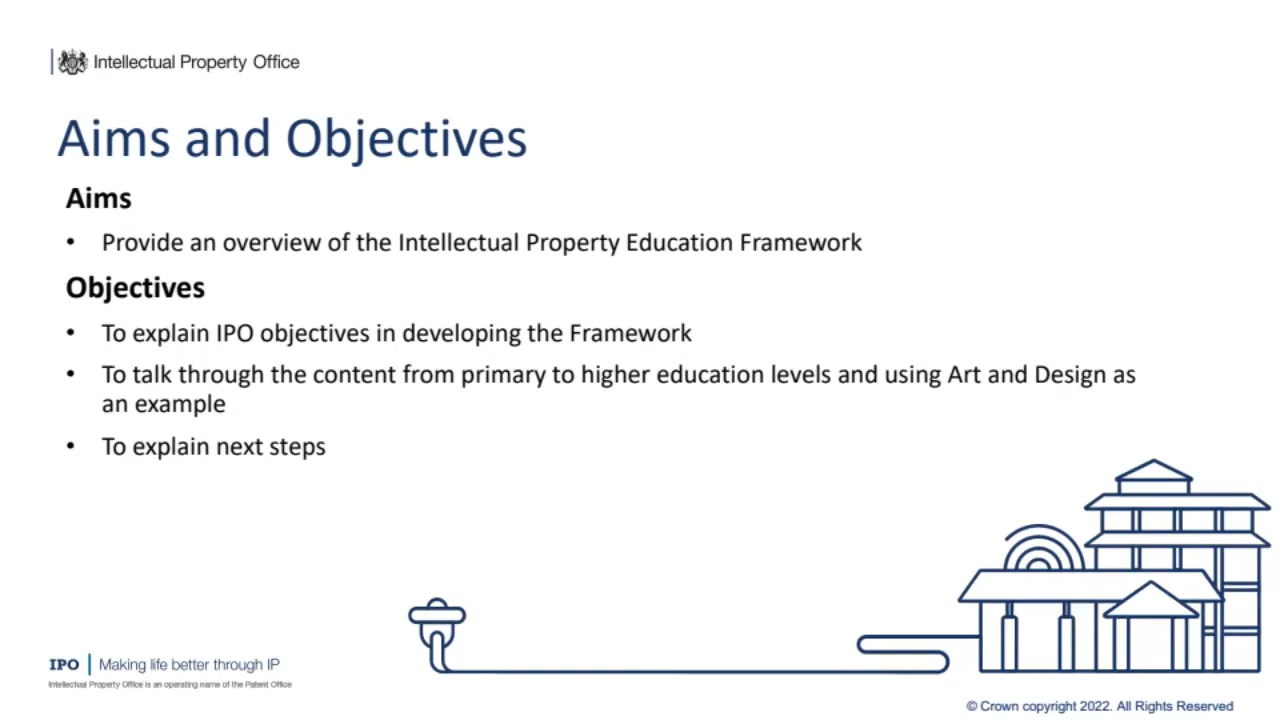 Intellectual Property Office
Aims and Objectives
Aims
• Provide an overview of the Intellectual Property Education Framework
Objectives
• To explain IPO objectives in developing the Framework
• To talk through the content from primary to higher education levels and using Art and Design as
an example
• To explain next steps
IPO | Making life better through IP
Intellectual Property Office is an operating name of the Patent Office
© Crown copyright 2022. All Rights Reserved